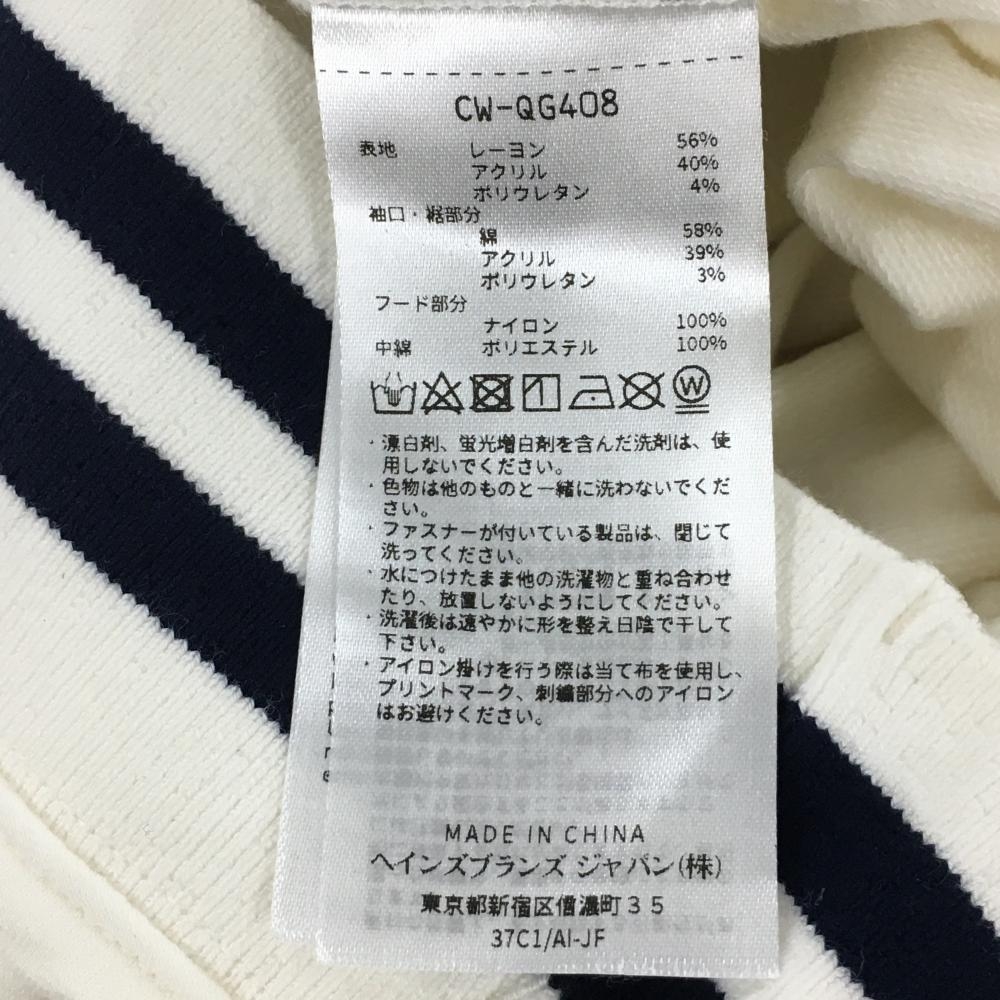 CW-QG408
表地 レーヨン 56%
アクリル 40%
ポリウレタン 4%
袖口・裾部分
綿 58%
アクリル 39%
ポリウレタン 3%
フード部分
ナイロン 100%
中綿 ポリエステル 100%
W
・漂白剤、蛍光増白剤を含んだ洗剤は、使
用しないでください。
・色物は他のものと一緒に洗わないでくだ
さい。
・ファスナーが付いている製品は、閉じて
洗ってください。
・水につけたまま他の洗濯物と重ね合わせ
たり、放置しないようにしてください。
・洗濯後は速やかに形を整え日陰で干して
下さい。
・アイロン掛けを行う際は当て布を使用し、
プリントマーク、刺繍部分へのアイロン
はお避けください。
MADE IN CHINA
ヘインズブランズ ジャパン(株)
東京都新宿区信濃町35
37C1/AI-JF